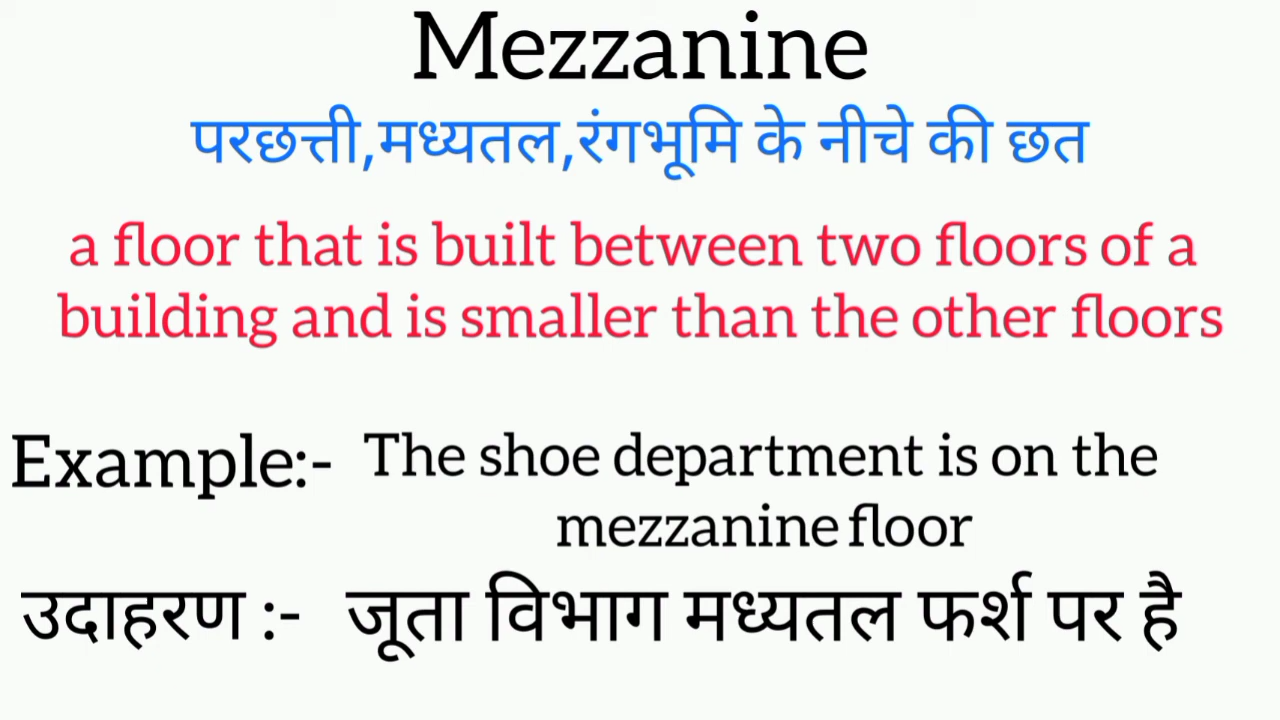 Mezzanine
परछत्ती,मध्यतल,रंगभूमि के नीचे की छत
a floor that is built between two floors of a
building and is smaller than the other floors
Example:- The shoe department is on the
mezzanine floor
उदाहरण :- जूता विभाग मध्यतल फर्श पर है